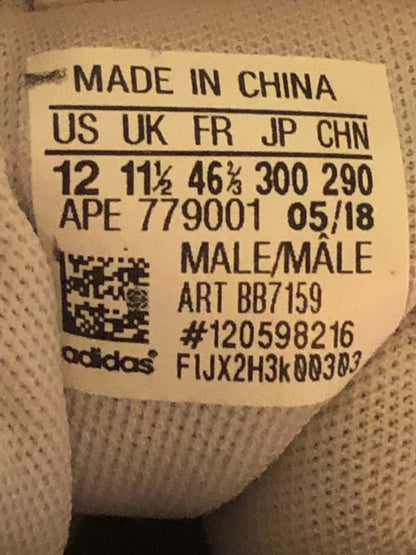 MADE IN CHINA
US UK FR JP CHN
12 11½ 46⅔ 300 290
APE 779001 05/18
MALE/MÂLE
ART BB7159
#120598216
adidas® F1JX2H3k00303